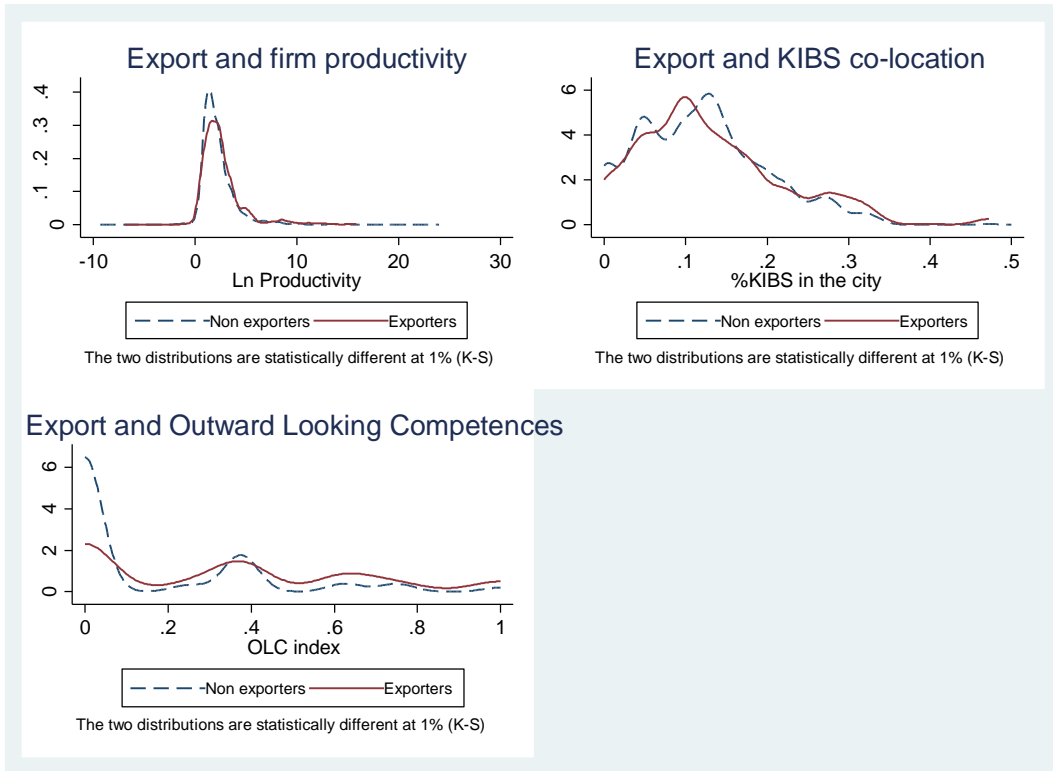 Export and firm productivity
.4
.3
.2
.1
0
-10 0 10 20 30
Ln Productivity
Non exporters Exporters
The two distributions are statistically different at 1% (K-S)
Export and KIBS co-location
6
4
2
0
0 .1 .2 .3 .4 .5
%KIBS in the city
Non exporters Exporters
The two distributions are statistically different at 1% (K-S)
Export and Outward Looking Competences
6
4
2
0
0 .2 .4 .6 .8 1
OLC index
Non exporters Exporters
The two distributions are statistically different at 1% (K-S)